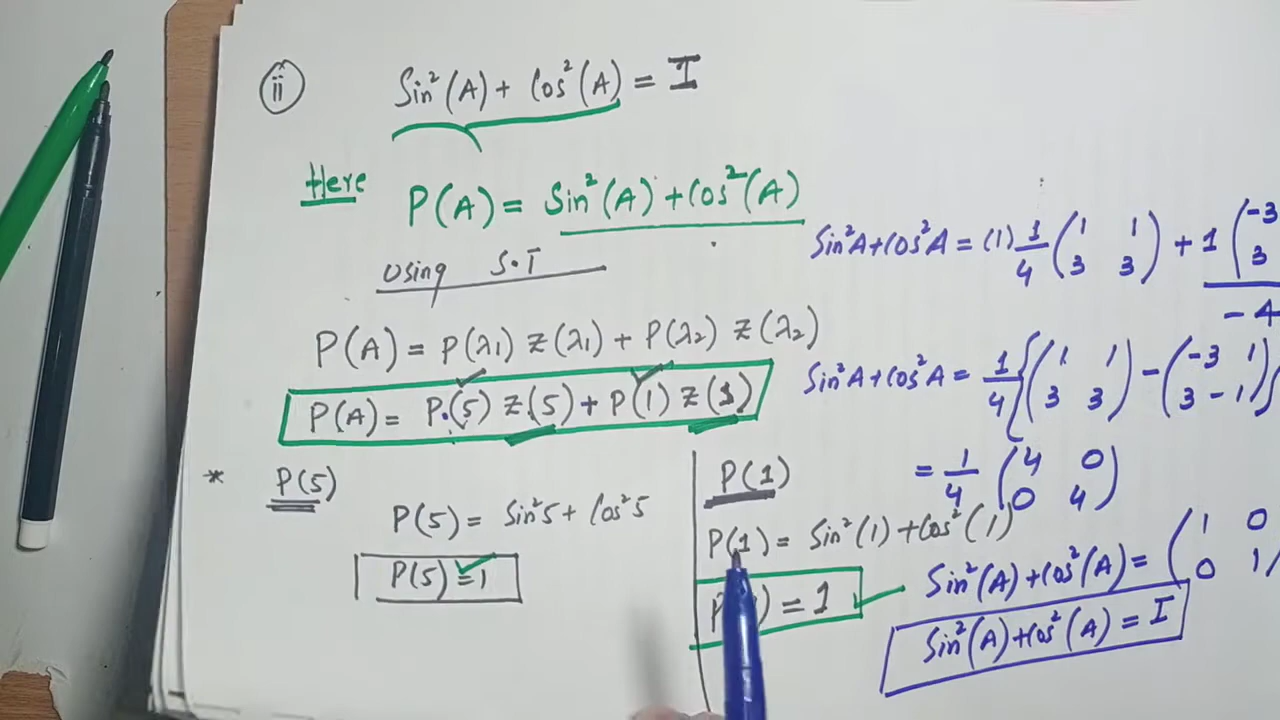 ii Sin²(A) + Cos²(A) = I
Here P(A) = Sin²(A) + Cos²(A)
Using S.T
P(A) = P(λ1) Z(λ1) + P(λ2) Z(λ2)
P(A) = P(5) Z(5) + P(1) Z(1)
* P(5)
P(5) = Sin²5 + Cos²5
P(5) = 1
P(1)
P(1) = Sin²(1) + Cos²(1)
= 1
Sin²A + Cos²A = (1) 1/4 (1 1
3 3) + 1 (-3
3
-4
Sin²A + Cos²A = 1/4 {(1 1
3 3) - (-3 1
3 -1)}
= 1/4 (4 0
0 4)
Sin²(A) + Cos²(A) = (1 0
0 1)
Sin²(A) + Cos²(A) = I